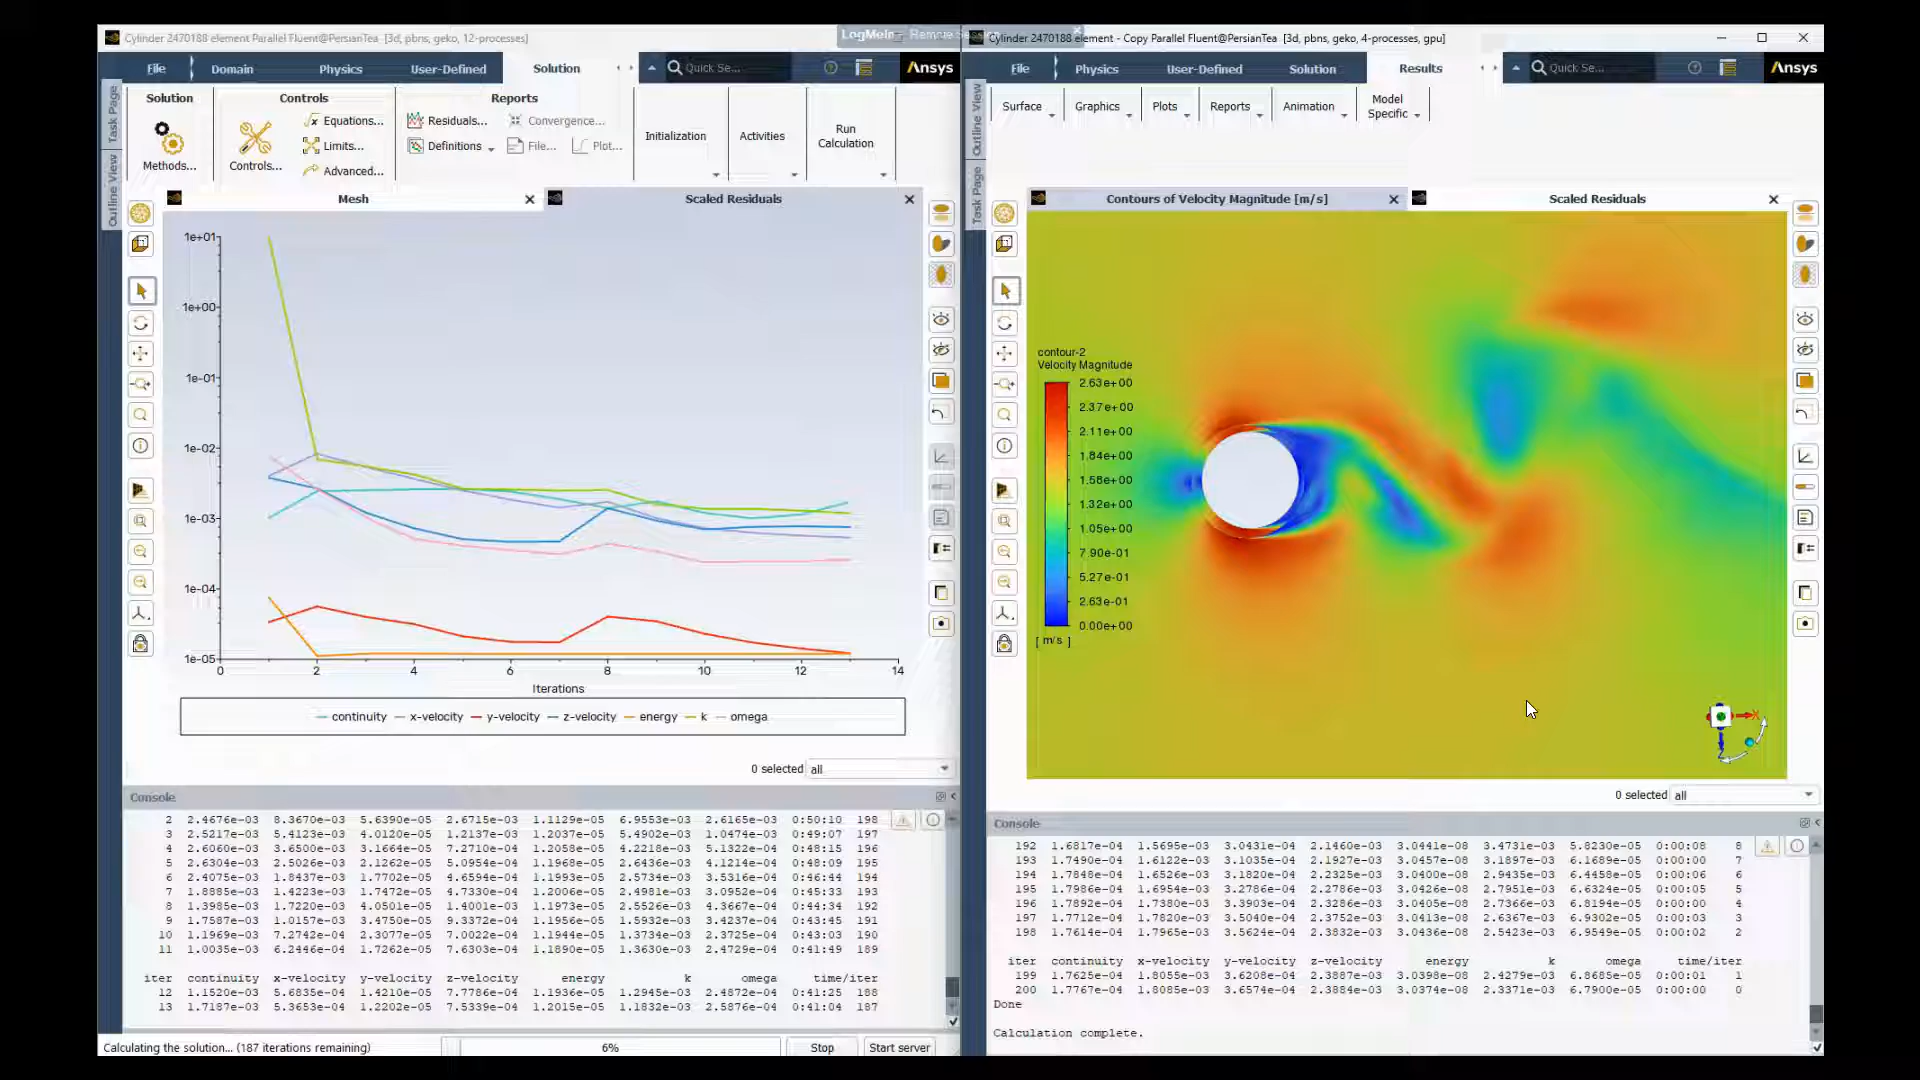 Cylinder 2470188 element Parallel Fluent@PersianTea [3d, pbns, geko, 12-processes]
LogMeIn - Remote Session
File Domain Physics User-Defined Solution Quick Se... Ansys
Task Page
Outline View
Solution
Methods...
Controls
Controls...
Equations...
Limits...
Advanced...
Reports
Residuals... Convergence...
Definitions File... Plot...
Initialization
Activities
Run Calculation
Mesh
Scaled Residuals
1e+01
1e+00
1e-01
1e-02
1e-03
1e-04
1e-05
0 2 4 6 8 10 12 14
Iterations
continuity x-velocity y-velocity z-velocity energy k omega
0 selected all
Console
2 2.4676e-03 8.3670e-03 5.6390e-05 2.6715e-03 1.1129e-05 6.9553e-03 2.6165e-03 0:50:10 198
3 2.5217e-03 5.4123e-03 4.0120e-05 1.2137e-03 1.2037e-05 5.4902e-03 1.0474e-03 0:49:07 197
4 2.6060e-03 3.6500e-03 3.1664e-05 7.2710e-04 1.2058e-05 4.2218e-03 5.1322e-04 0:48:15 196
5 2.6304e-03 2.5026e-03 2.1262e-05 5.0954e-04 1.1968e-05 2.6436e-03 4.1214e-04 0:48:09 195
6 2.4075e-03 1.8437e-03 1.7702e-05 4.6594e-04 1.1993e-05 2.5734e-03 3.5316e-04 0:46:44 194
7 1.8885e-03 1.4223e-03 1.7472e-05 4.7330e-04 1.2006e-05 2.4981e-03 3.0952e-04 0:45:33 193
8 1.3985e-03 1.7220e-03 4.0501e-05 1.4001e-03 1.1973e-05 2.5526e-03 4.3667e-04 0:44:34 192
9 1.7587e-03 1.0157e-03 3.4750e-05 9.3372e-04 1.1956e-05 1.5932e-03 3.4237e-04 0:43:45 191
10 1.1969e-03 7.2742e-04 2.3077e-05 7.0022e-04 1.1944e-05 1.3734e-03 2.3725e-04 0:43:03 190
11 1.0035e-03 6.2446e-04 1.7262e-05 7.6303e-04 1.1890e-05 1.3630e-03 2.4729e-04 0:41:49 189
iter continuity x-velocity y-velocity z-velocity energy k omega time/iter
12 1.1520e-03 5.6835e-04 1.4210e-05 7.7786e-04 1.1936e-05 1.2945e-03 2.4872e-04 0:41:25 188
13 1.7187e-03 5.3654e-04 1.2202e-05 7.5339e-04 1.2015e-05 1.1832e-03 2.5876e-04 0:41:04 187
Calculating the solution... (187 iterations remaining) 6% Stop Start server
Cylinder 2470188 element - Copy Parallel Fluent@PersianTea [3d, pbns, geko, 4-processes, gpu]
File Physics User-Defined Solution Results Quick Se... Ansys
Outline View
Task Page
Surface Graphics Plots Reports Animation Model Specific
Contours of Velocity Magnitude [m/s]
Scaled Residuals
contour-2
Velocity Magnitude
2.63e+00
2.37e+00
2.11e+00
1.84e+00
1.58e+00
1.32e+00
1.05e+00
7.90e-01
5.27e-01
2.63e-01
0.00e+00
[ m/s ]
0 selected all
Console
192 1.6817e-04 1.5695e-03 3.0431e-04 2.1460e-03 3.0441e-08 3.4731e-03 5.8230e-05 0:00:08 8
193 1.7490e-04 1.6122e-03 3.1035e-04 2.1927e-03 3.0457e-08 3.1897e-03 6.1689e-05 0:00:07 7
194 1.7848e-04 1.6526e-03 3.1820e-04 2.2325e-03 3.0400e-08 2.9435e-03 6.4458e-05 0:00:06 6
195 1.7986e-04 1.6954e-03 3.2786e-04 2.2776e-03 3.0426e-08 2.7951e-03 6.6324e-05 0:00:05 5
196 1.7892e-04 1.7380e-03 3.3903e-04 2.3286e-03 3.0405e-08 2.7366e-03 6.8194e-05 0:00:00 4
197 1.7712e-04 1.7820e-03 3.5040e-04 2.3752e-03 3.0413e-08 2.6367e-03 6.9302e-05 0:00:03 3
198 1.7614e-04 1.7965e-03 3.5624e-04 2.3832e-03 3.0436e-08 2.5423e-03 6.9549e-05 0:00:02 2
iter continuity x-velocity y-velocity z-velocity energy k omega time/iter
199 1.7625e-04 1.8055e-03 3.6208e-04 2.3887e-03 3.0398e-08 2.4279e-03 6.8685e-05 0:00:01 1
200 1.7767e-04 1.8085e-03 3.6574e-04 2.3884e-03 3.0374e-08 2.3371e-03 6.7900e-05 0:00:00 0
Done
Calculation complete.